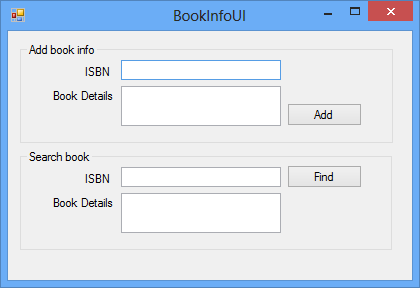 BookInfoUI
Add book info
ISBN
Book Details
Add
Search book
ISBN
Find
Book Details